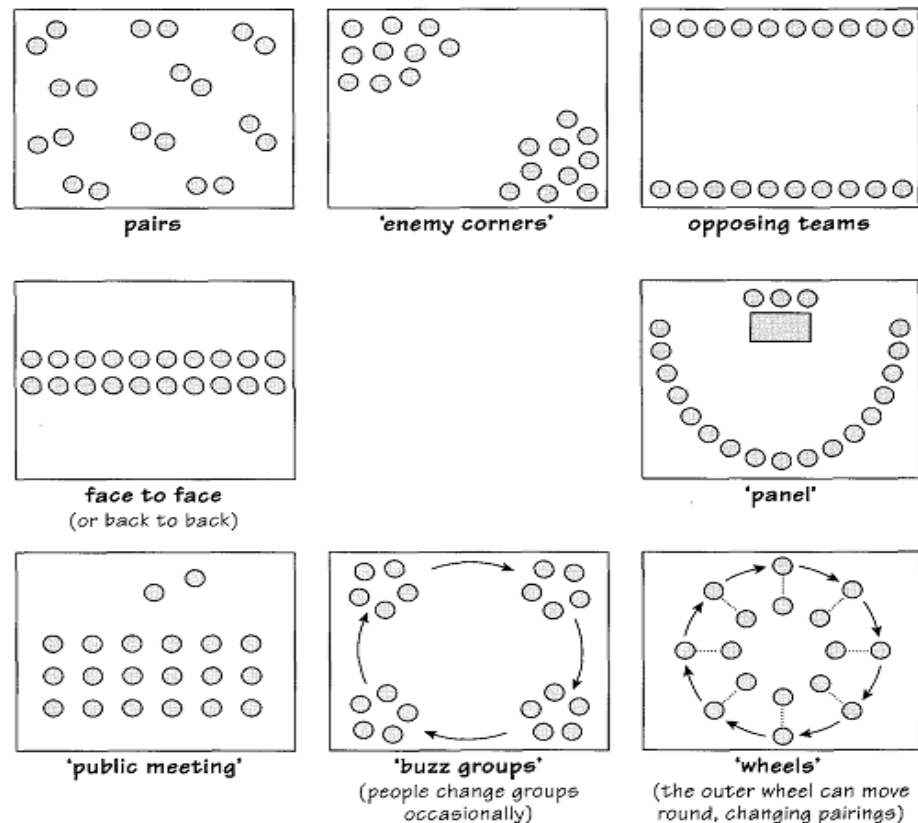 pairs
'enemy corners'
opposing teams
face to face
(or back to back)
'panel'
'public meeting'
'buzz groups'
(people change groups
occasionally)
'wheels'
(the outer wheel can move
round, changing pairings)